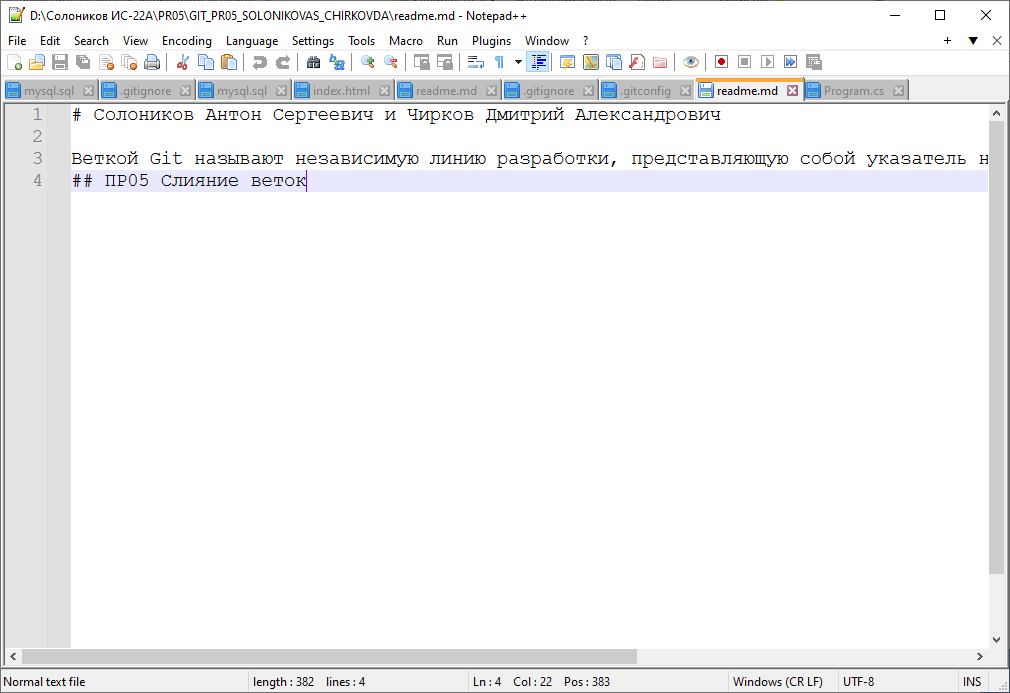 D:\Солоников ИС-22А\PR05\GIT_PR05_SOLONIKOVAS_CHIRKOVDA\readme.md - Notepad++
File Edit Search View Encoding Language Settings Tools Macro Run Plugins Window ?
mysql.sql .gitignore mysql.sql index.html readme.md .gitignore .gitconfig readme.md Program.cs
1 # Солоников Антон Сергеевич и Чирков Дмитрий Александрович
2
3 Веткой Git называют независимую линию разработки, представляющую собой указатель н
4 ## ПР05 Слияние веток
Normal text file length : 382 lines : 4 Ln : 4 Col : 22 Pos : 383 Windows (CR LF) UTF-8 INS